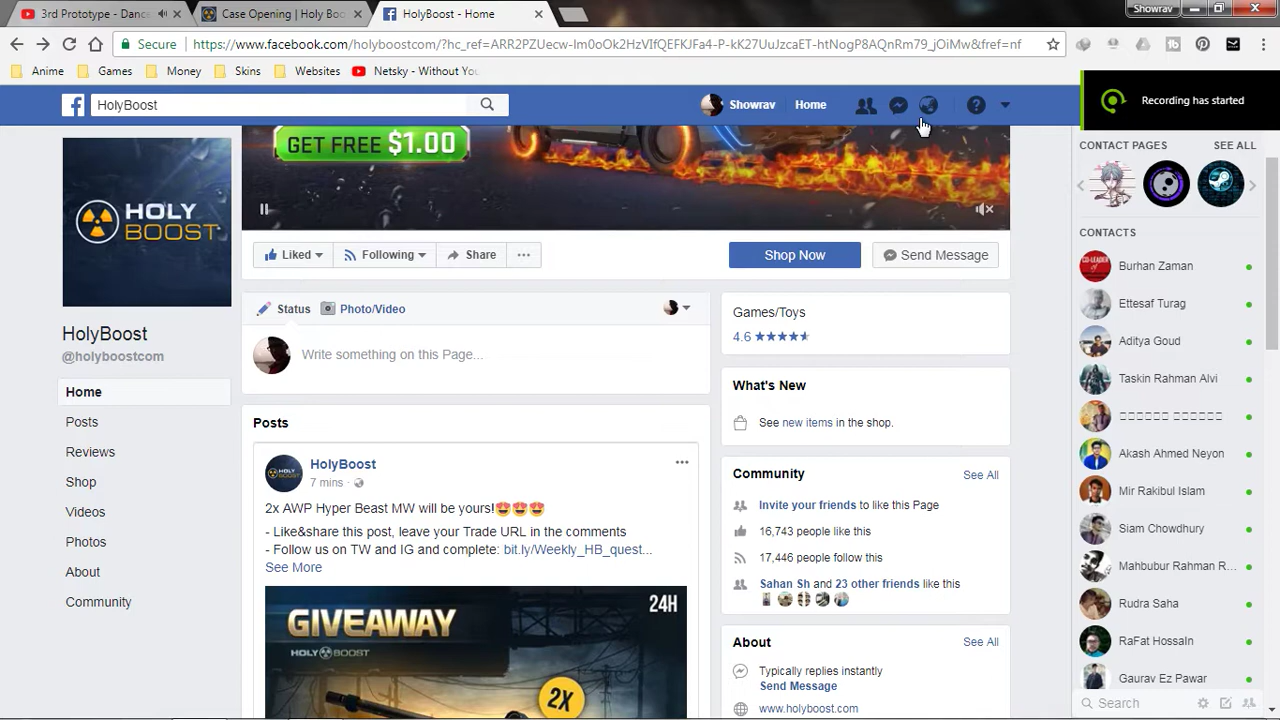 3rd Prototype - Danc
Case Opening | Holy Bo
HolyBoost - Home
Showrav
Secure
https://www.facebook.com/holyboostcom/?hc_ref=ARR2PZUecw-Im0oOk2HzVIfQEFKJFa4-P-kK27UuJzcaET-htNogP8AQnRm79_jOiMw&fref=nf
Anime
Games
Money
Skins
Websites
Netsky - Without You
Recording has started
HolyBoost
Showrav
Home
GET FREE $1.00
HOLY
BOOST
HolyBoost
@holyboostcom
Home
Posts
Reviews
Shop
Videos
Photos
About
Community
Liked
Following
Share
Shop Now
Send Message
Status
Photo/Video
Write something on this Page...
Posts
HOLY BOOST
HolyBoost
7 mins
2x AWP Hyper Beast MW will be yours!😍😍😍
- Like&share this post, leave your Trade URL in the comments
- Follow us on TW and IG and complete: bit.ly/Weekly_HB_quest...
See More
GIVEAWAY
24H
HOLY BOOST
2X
Games/Toys
4.6 ★★★★★
What's New
See new items in the shop.
Community
See All
Invite your friends to like this Page
16,743 people like this
17,446 people follow this
Sahan Sh and 23 other friends like this
About
See All
Typically replies instantly
Send Message
www.holyboost.com
CONTACT PAGES
SEE ALL
CONTACTS
CO-LEADER
Burhan Zaman
Ettesaf Turag
Aditya Goud
Taskin Rahman Alvi
Akash Ahmed Neyon
Mir Rakibul Islam
Siam Chowdhury
Mahbubur Rahman R...
Rudra Saha
RaFat Hossain
Gaurav Ez Pawar
Search